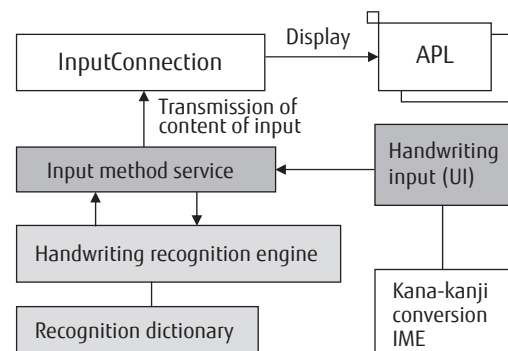 Display
InputConnection
APL
Transmission of
content of input
Input method service
Handwriting
input (UI)
Handwriting recognition engine
Kana-kanji
conversion
IME
Recognition dictionary